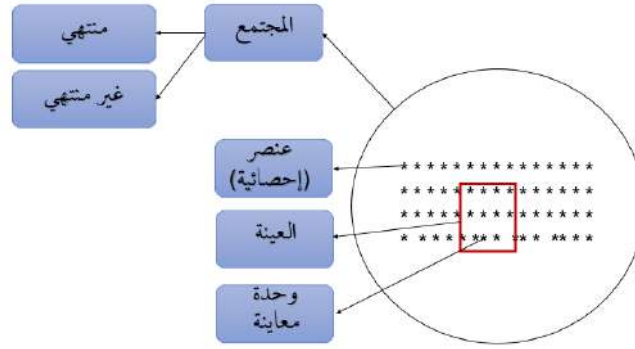 المجتمع
منتهي
غير منتهي
عنصر
(إحصائية)
العينة
وحدة
معاينة